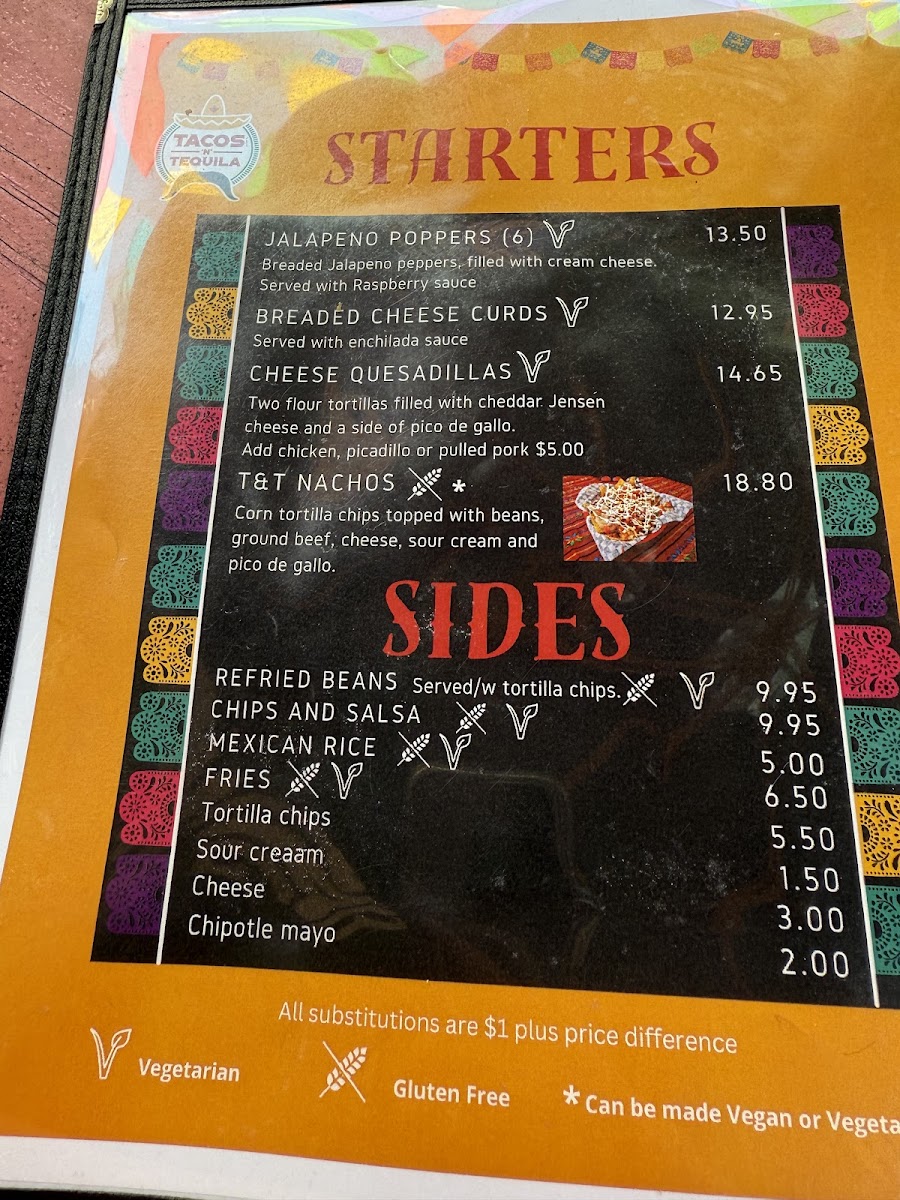 TACOS
'N'
TEQUILA
STARTERS
JALAPENO POPPERS (6) 13.50
Breaded Jalapeno peppers, filled with cream cheese.
Served with Raspberry sauce
BREADED CHEESE CURDS 12.95
Served with enchilada sauce
CHEESE QUESADILLAS 14.65
Two flour tortillas filled with cheddar Jensen
cheese and a side of pico de gallo.
Add chicken, picadillo or pulled pork $5.00
T&T NACHOS * 18.80
Corn tortilla chips topped with beans,
ground beef, cheese, sour cream and
pico de gallo.
SIDES
REFRIED BEANS Served/w tortilla chips. 9.95
CHIPS AND SALSA 9.95
MEXICAN RICE 5.00
FRIES 6.50
Tortilla chips 5.50
Sour creaam 1.50
Cheese 3.00
Chipotle mayo 2.00
All substitutions are $1 plus price difference
Vegetarian Gluten Free * Can be made Vegan or Vegeta